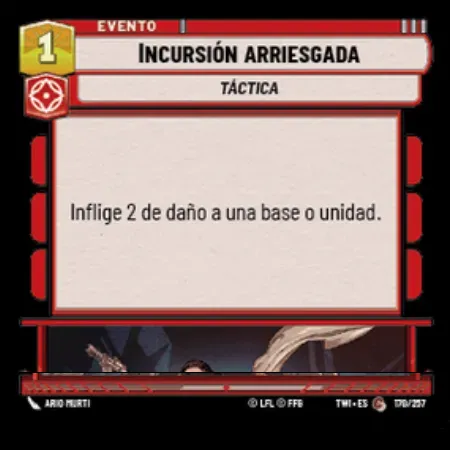 EVENTO
1
INCURSIÓN ARRIESGADA
TÁCTICA
Inflige 2 de daño a una base o unidad.
ARIO MURTI © LFL © FFG TWI • ES 170/257